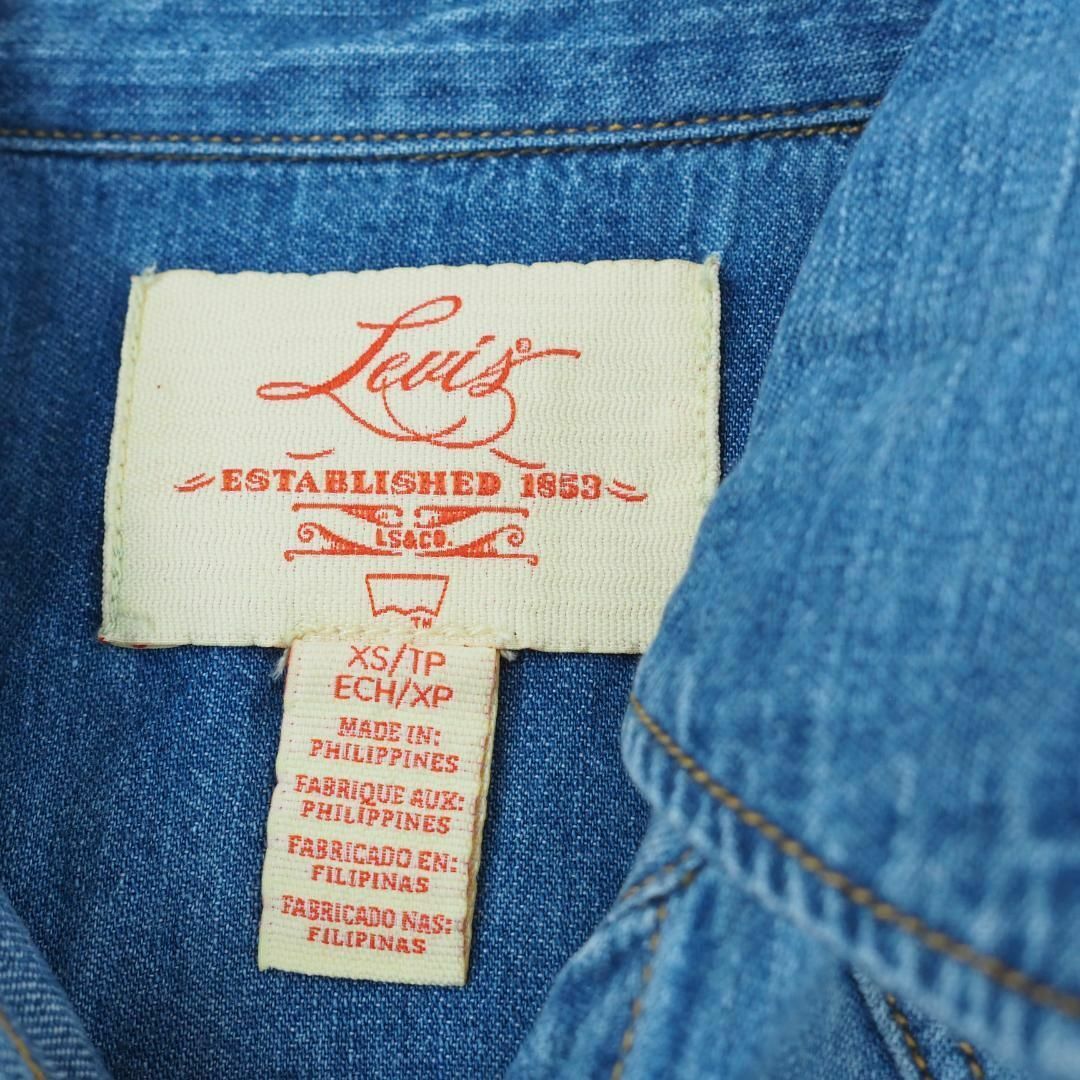 Levi's®
ESTABLISHED 1853
LS&CO.
TM
XS/TP
ECH/XP
MADE IN:
PHILIPPINES
FABRIQUE AUX:
PHILIPPINES
FABRICADO EN:
FILIPINAS
FABRICADO NAS:
FILIPINAS